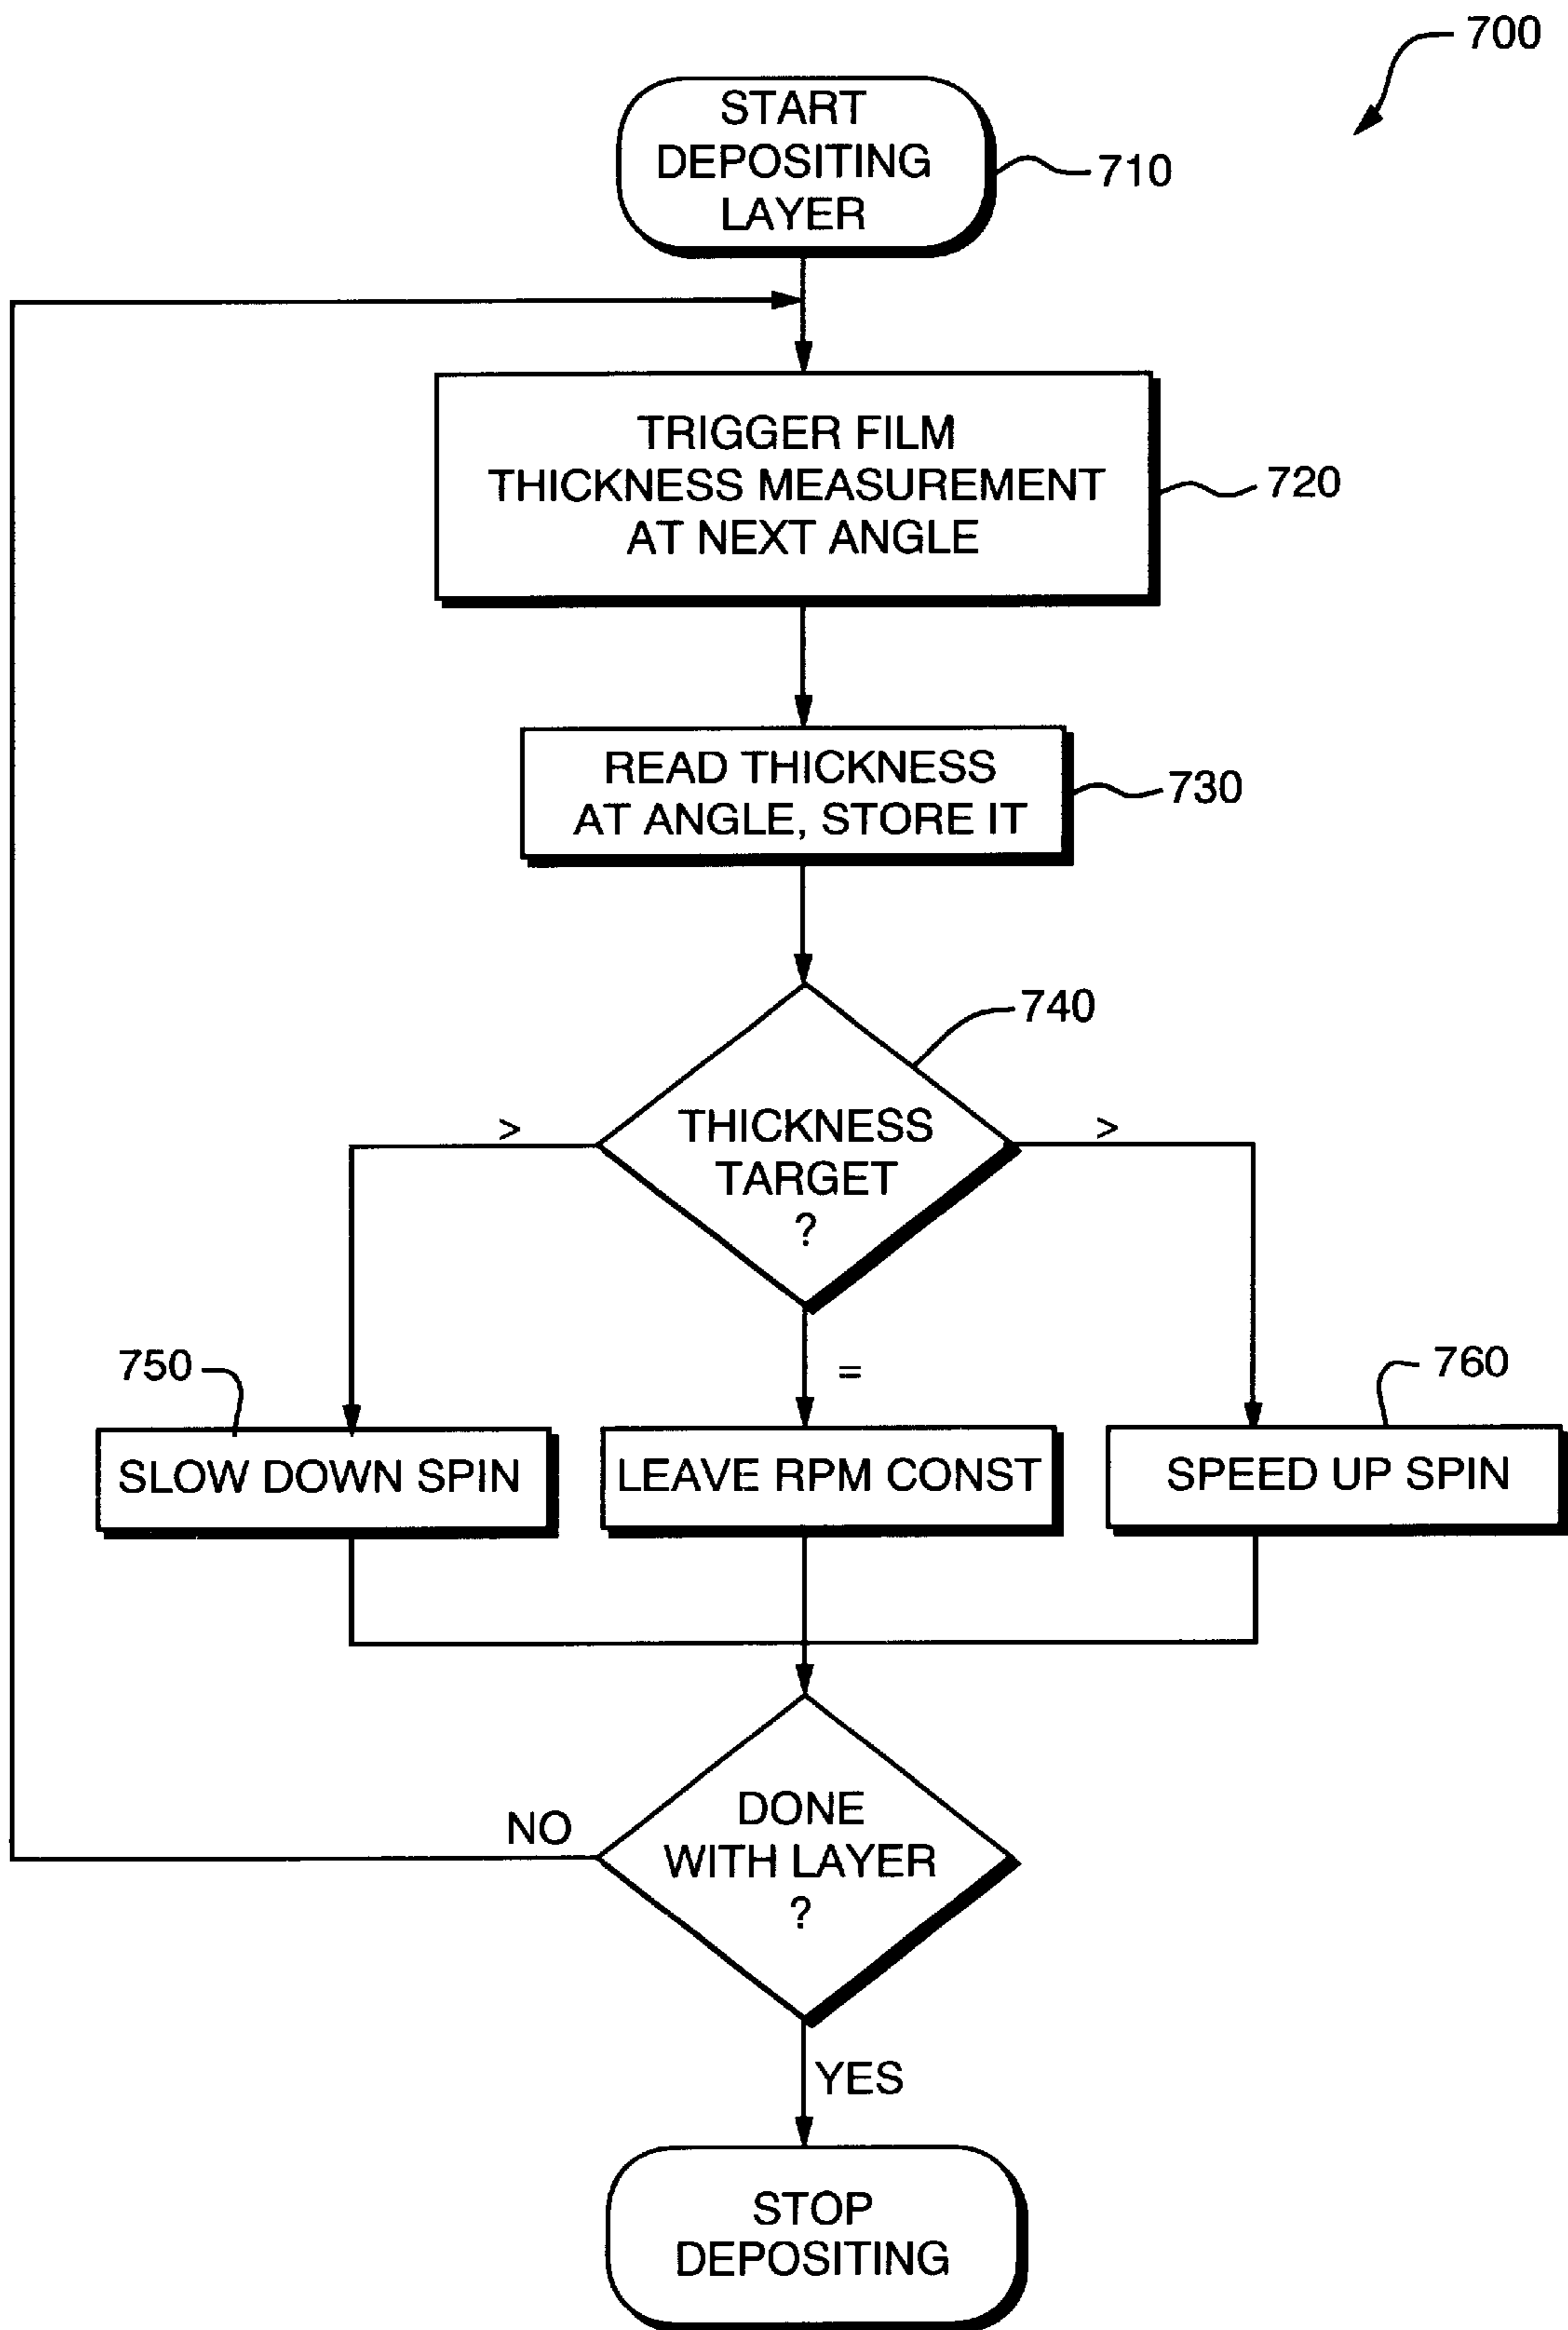 700
START
DEPOSITING
LAYER
710
TRIGGER FILM
THICKNESS MEASUREMENT
AT NEXT ANGLE
720
READ THICKNESS
AT ANGLE, STORE IT
730
740
THICKNESS
TARGET
?
>
>
=
750
760
SLOW DOWN SPIN
LEAVE RPM CONST
SPEED UP SPIN
DONE
WITH LAYER
?
NO
YES
STOP
DEPOSITING